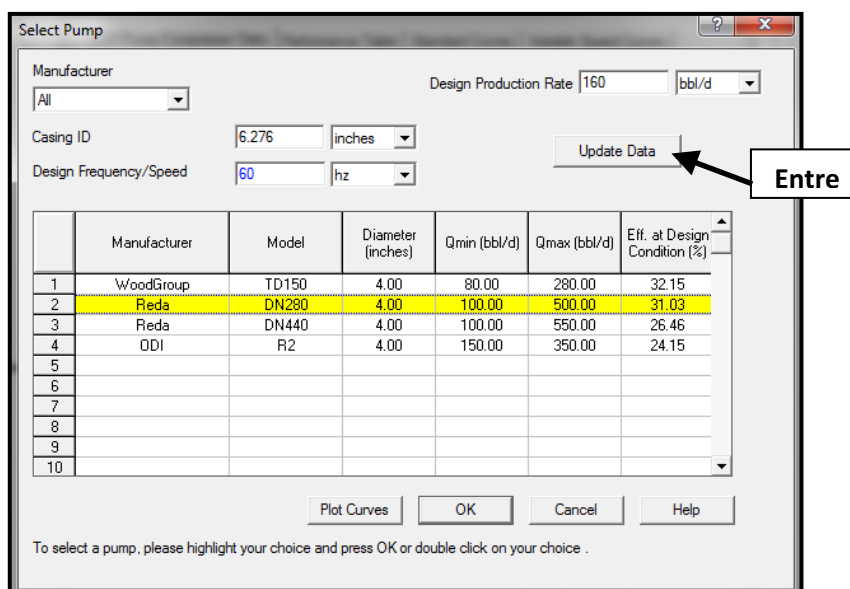 Select Pump
Manufacturer
All
Design Production Rate 160 bbl/d
Casing ID 6.276 inches
Update Data
Entre
Design Frequency/Speed 60 hz
Manufacturer Model Diameter (inches) Qmin (bbl/d) Qmax (bbl/d) Eff. at Design Condition (%)
1 WoodGroup TD150 4.00 80.00 280.00 32.15
2 Reda DN280 4.00 100.00 500.00 31.03
3 Reda DN440 4.00 100.00 550.00 26.46
4 ODI R2 4.00 150.00 350.00 24.15
5
6
7
8
9
10
Plot Curves OK Cancel Help
To select a pump, please highlight your choice and press OK or double click on your choice .